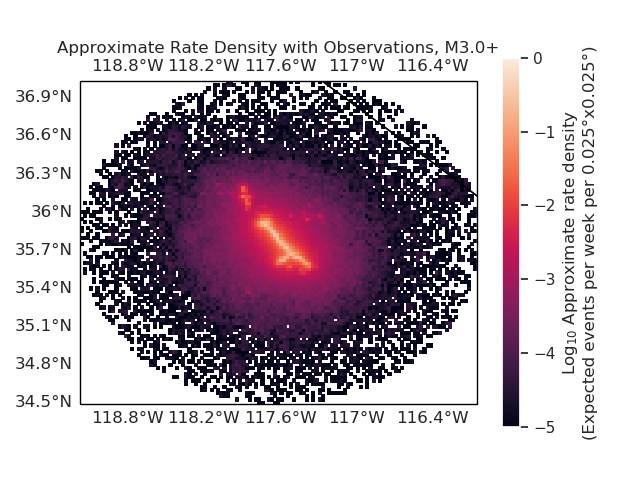 Approximate Rate Density with Observations, M3.0+
118.8°W 118.2°W 117.6°W 117°W 116.4°W
36.9°N
36.6°N
36.3°N
36°N
35.7°N
35.4°N
35.1°N
34.8°N
34.5°N
118.8°W 118.2°W 117.6°W 117°W 116.4°W
0
−1
−2
−3
−4
−5
Log₁₀ Approximate rate density
(Expected events per week per 0.025°x0.025°)